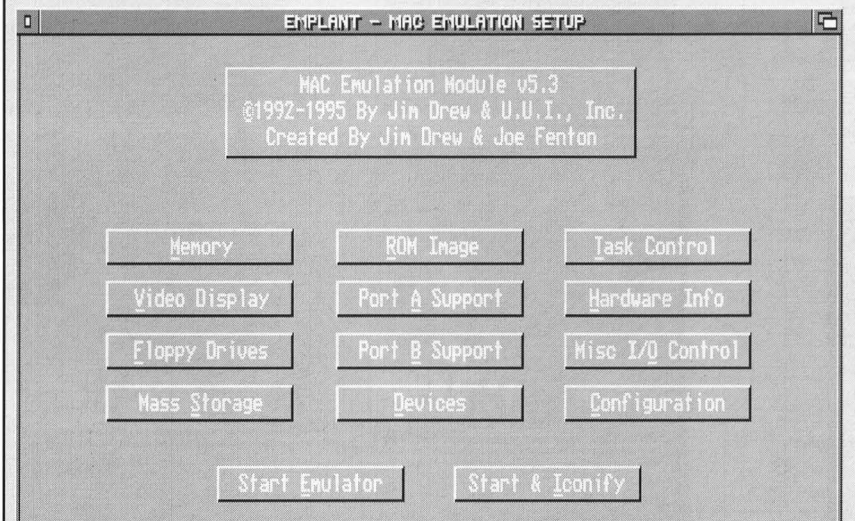 EMPLANT - MAC EMULATION SETUP
MAC Emulation Module v5.3
©1992-1995 By Jim Drew & U.U.I., Inc.
Created By Jim Drew & Joe Fenton
Memory
ROM Image
Task Control
Video Display
Port A Support
Hardware Info
Floppy Drives
Port B Support
Misc I/O Control
Mass Storage
Devices
Configuration
Start Emulator
Start & Iconify